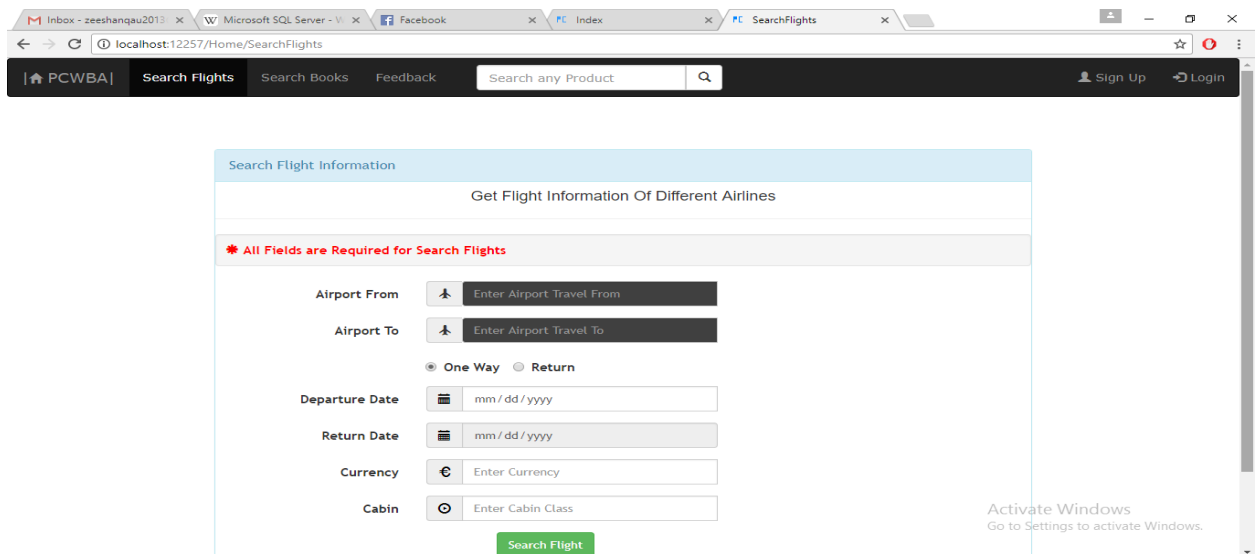 Inbox - zeeshanqau2013 Microsoft SQL Server - W Facebook Index SearchFlights
localhost:12257/Home/SearchFlights
|PCWBA| Search Flights Search Books Feedback Search any Product Sign Up Login
Search Flight Information
Get Flight Information Of Different Airlines
All Fields are Required for Search Flights
Airport From Enter Airport Travel From
Airport To Enter Airport Travel To
One Way Return
Departure Date mm/dd/yyyy
Return Date mm/dd/yyyy
Currency € Enter Currency
Cabin Enter Cabin Class
Search Flight
Activate Windows
Go to Settings to activate Windows.